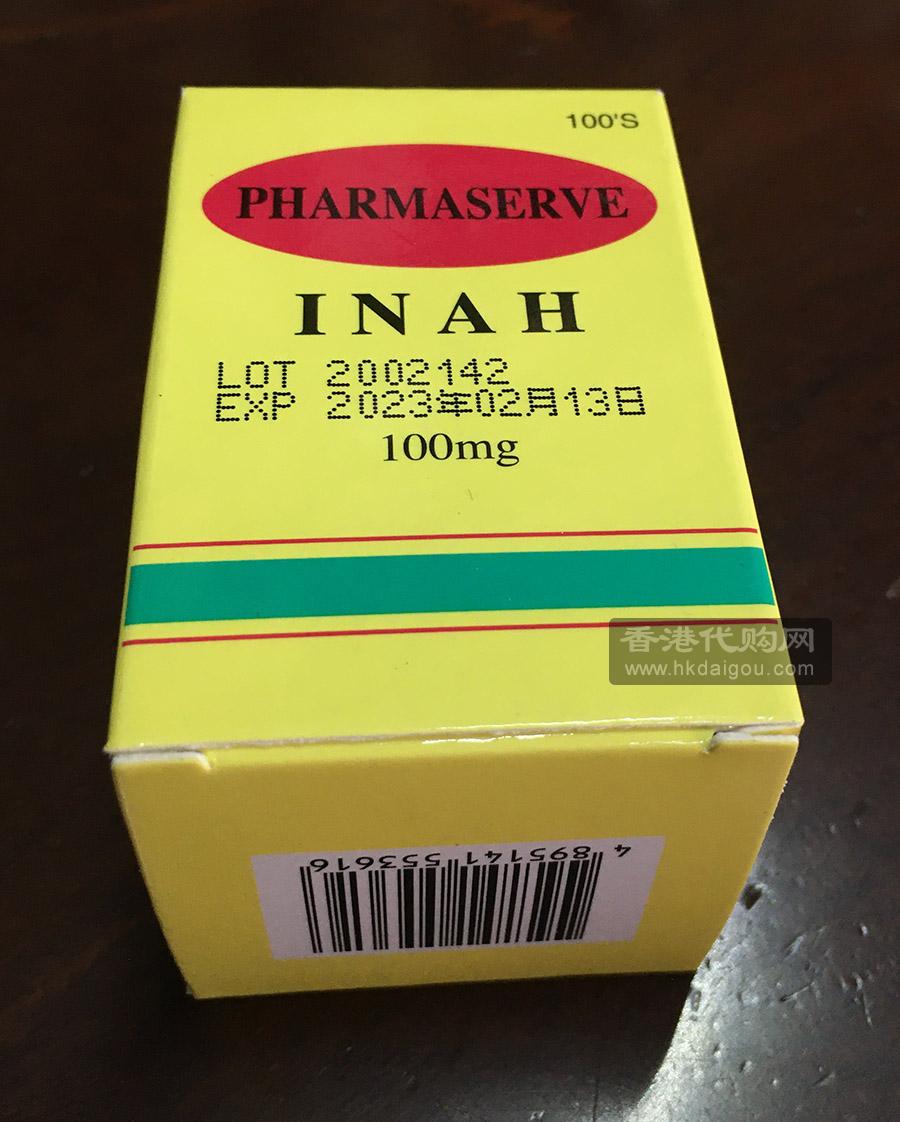 100'S
PHARMASERVE
INAH
LOT 2002142
EXP 2023年02月13日
100mg
香港代购网
www.hkdaigou.com
4 895141 553616